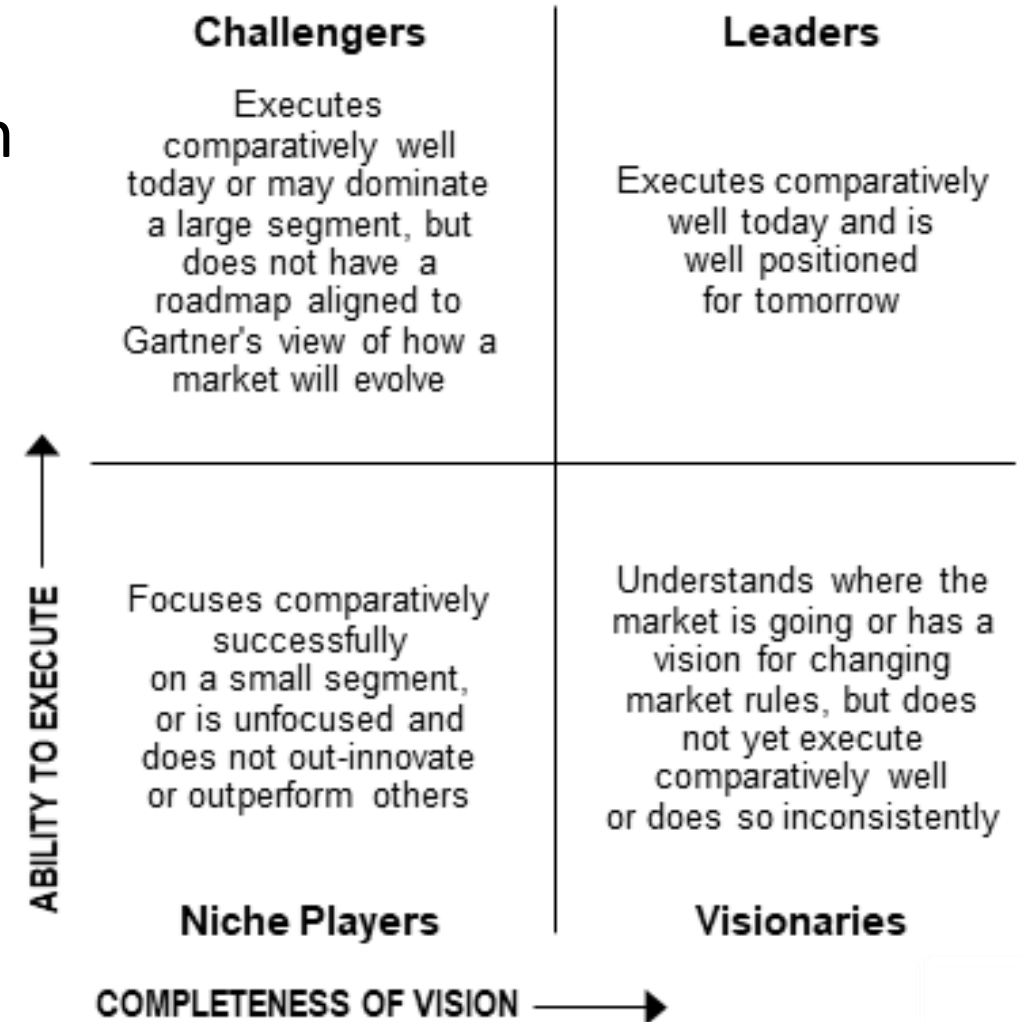 Challengers
Executes
comparatively well
today or may dominate
a large segment, but
does not have a
roadmap aligned to
Gartner's view of how a
market will evolve
Leaders
Executes comparatively
well today and is
well positioned
for tomorrow
n
ABILITY TO EXECUTE
Focuses comparatively
successfully
on a small segment,
or is unfocused and
does not out-innovate
or outperform others
Niche Players
Understands where the
market is going or has a
vision for changing
market rules, but does
not yet execute
comparatively well
or does so inconsistently
Visionaries
COMPLETENESS OF VISION